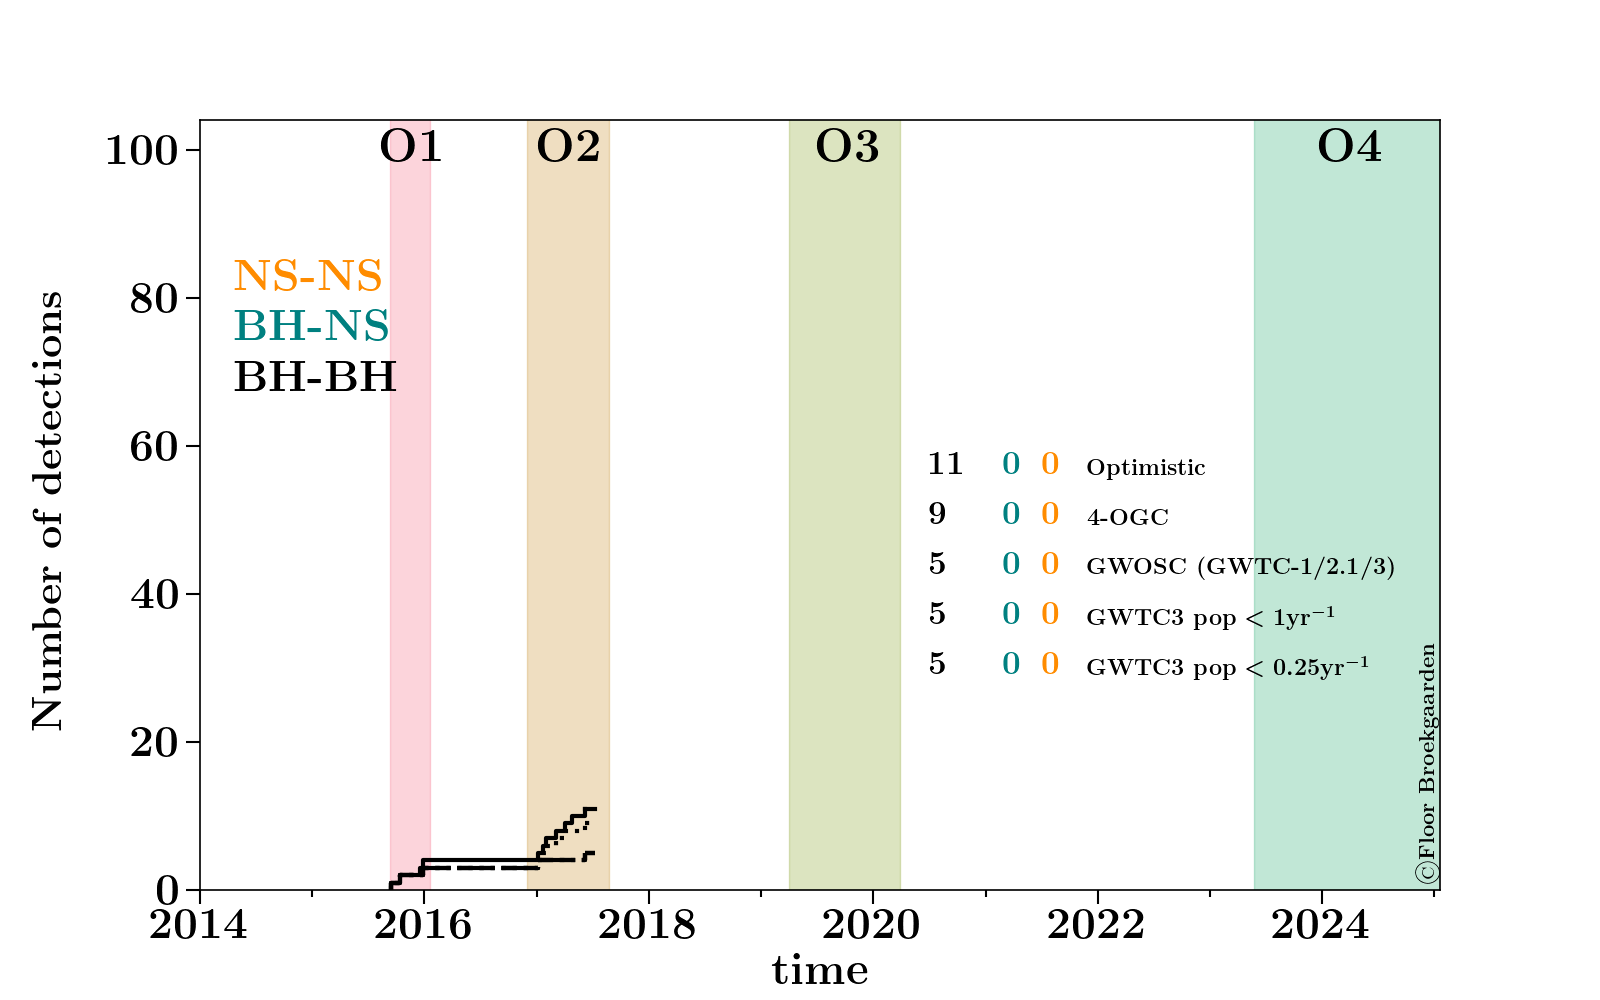 O1 O2 O3 O4
100
80
60
40
20
0
Number of detections
NS-NS
BH-NS
BH-BH
11 0 0 Optimistic
9 0 0 4-OGC
5 0 0 GWOSC (GWTC-1/2.1/3)
5 0 0 GWTC3 pop < 1yr⁻¹
5 0 0 GWTC3 pop < 0.25yr⁻¹
©Floor Broekgaarden
2014 2016 2018 2020 2022 2024
time